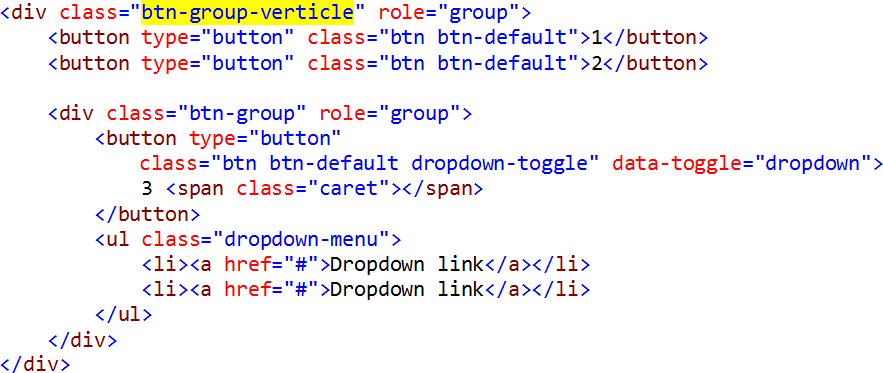 <div class="btn-group-verticle" role="group">
<button type="button" class="btn btn-default">1</button>
<button type="button" class="btn btn-default">2</button>
<div class="btn-group" role="group">
<button type="button"
class="btn btn-default dropdown-toggle" data-toggle="dropdown">
3 <span class="caret"></span>
</button>
<ul class="dropdown-menu">
<li><a href="#">Dropdown link</a></li>
<li><a href="#">Dropdown link</a></li>
</ul>
</div>
</div>